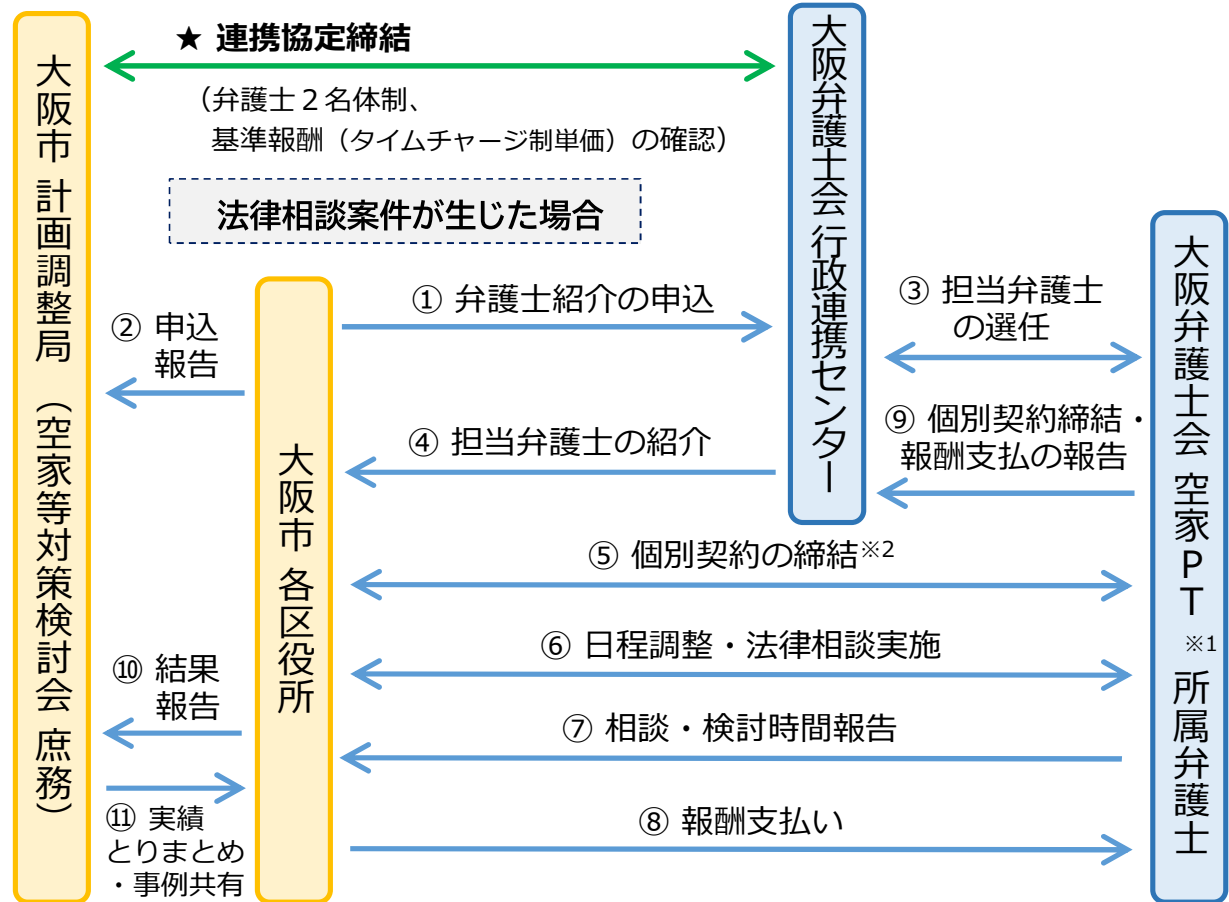 ★ 連携協定締結
（弁護士２名体制、
基準報酬（タイムチャージ制単価）の確認）
法律相談案件が生じた場合
大阪市 計画調整局 （空家等対策検討会 庶務）
大阪市 各区役所
大阪弁護士会 行政連携センター
大阪弁護士会 空家ＰＴ ※1 所属弁護士
① 弁護士紹介の申込
② 申込
報告
③ 担当弁護士
の選任
④ 担当弁護士の紹介
⑨ 個別契約締結・
報酬支払の報告
⑤ 個別契約の締結※2
⑥ 日程調整・法律相談実施
⑩ 結果
報告
⑦ 相談・検討時間報告
⑪ 実績
とりまとめ
・事例共有
⑧ 報酬支払い